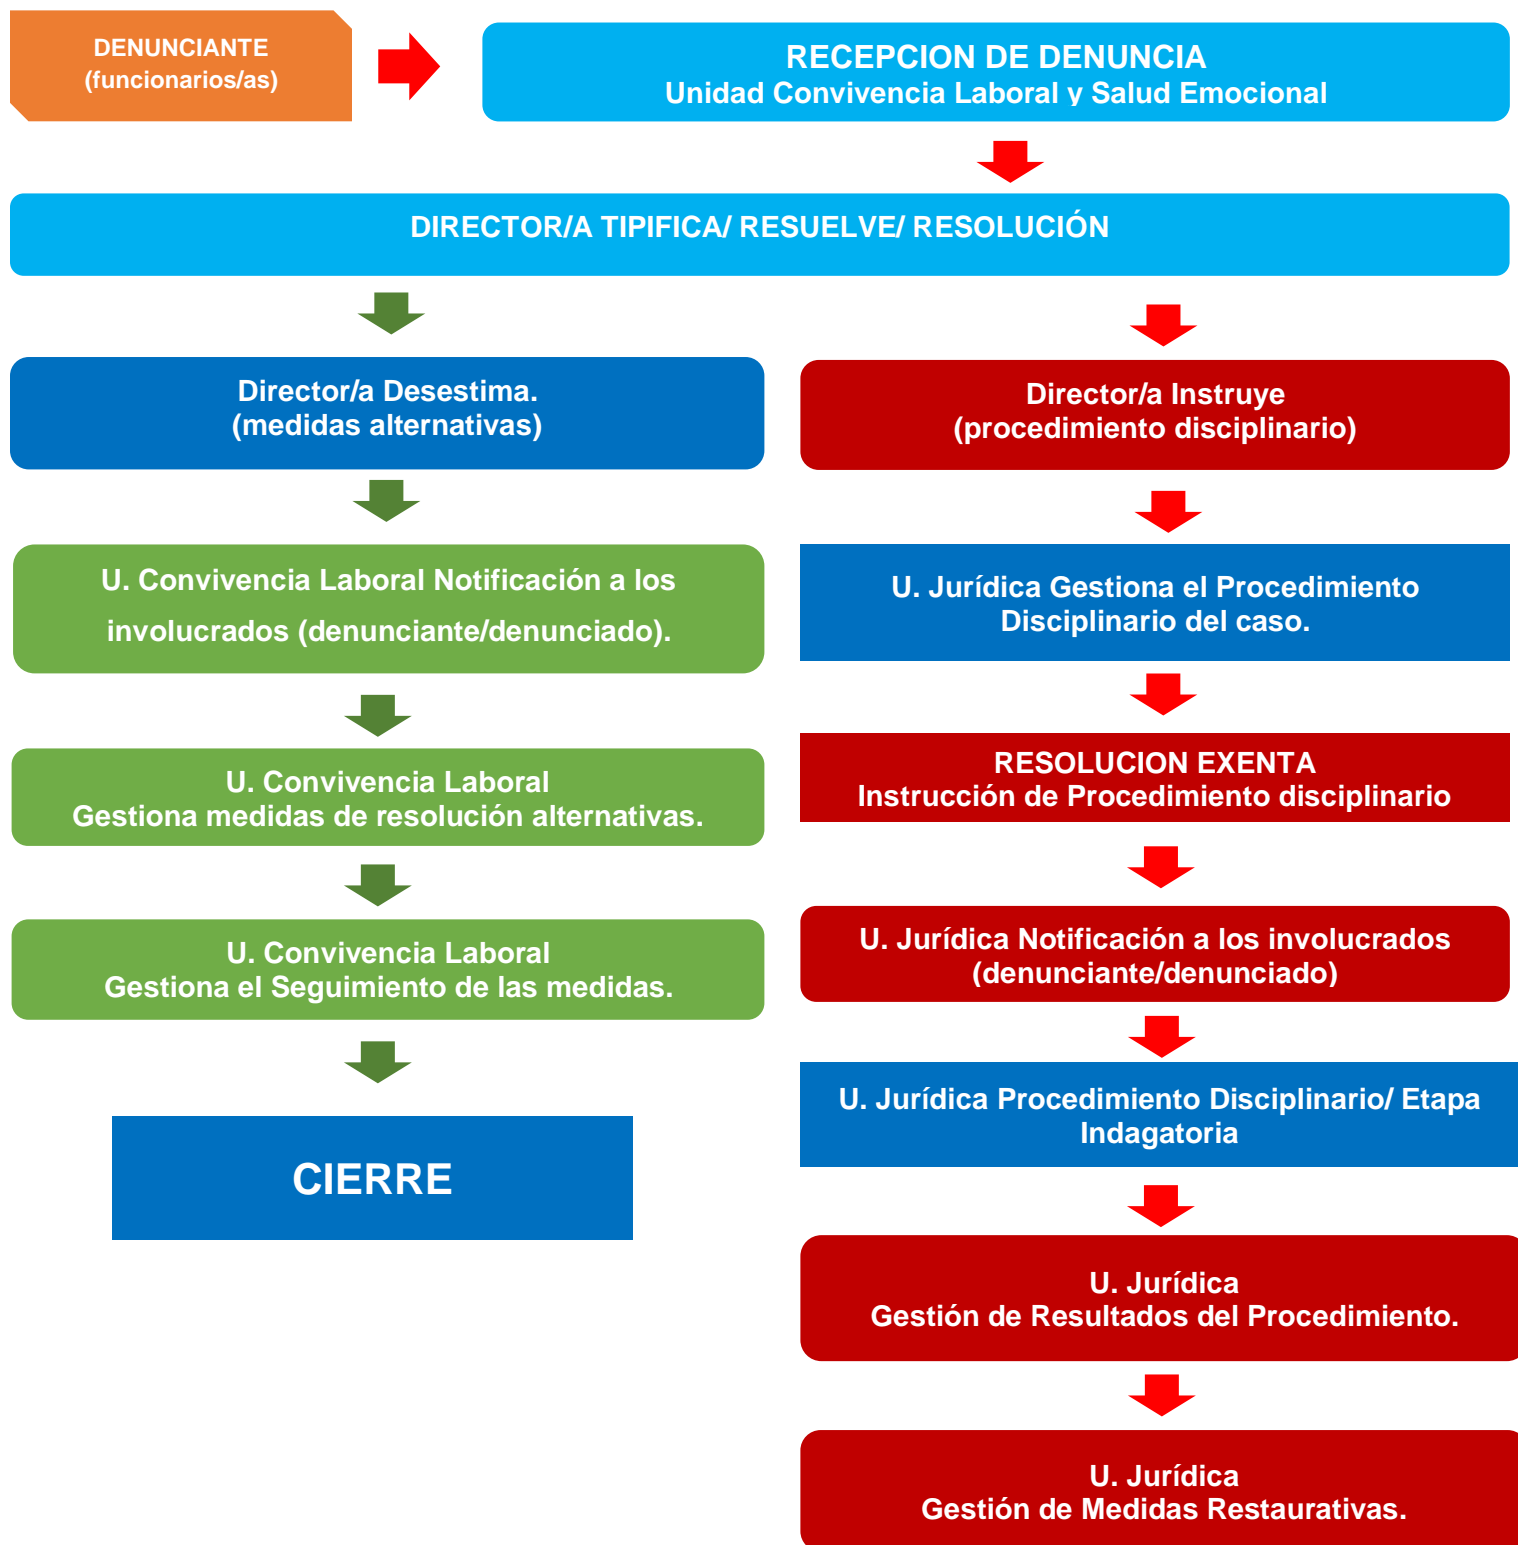 DENUNCIANTE
(funcionarios/as)
RECEPCION DE DENUNCIA
Unidad Convivencia Laboral y Salud Emocional
DIRECTOR/A TIPIFICA/ RESUELVE/ RESOLUCIÓN
Director/a Desestima.
(medidas alternativas)
U. Convivencia Laboral Notificación a los
involucrados (denunciante/denunciado).
U. Convivencia Laboral
Gestiona medidas de resolución alternativas.
U. Convivencia Laboral
Gestiona el Seguimiento de las medidas.
CIERRE
Director/a Instruye
(procedimiento disciplinario)
U. Jurídica Gestiona el Procedimiento
Disciplinario del caso.
RESOLUCION EXENTA
Instrucción de Procedimiento disciplinario
U. Jurídica Notificación a los involucrados
(denunciante/denunciado)
U. Jurídica Procedimiento Disciplinario/ Etapa
Indagatoria
U. Jurídica
Gestión de Resultados del Procedimiento.
U. Jurídica
Gestión de Medidas Restaurativas.